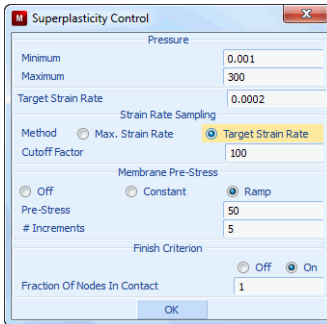 M Superplasticity Control
Pressure
Minimum 0.001
Maximum 300
Target Strain Rate 0.0002
Strain Rate Sampling
Method Max. Strain Rate Target Strain Rate
Cutoff Factor 100
Membrane Pre-Stress
Off Constant Ramp
Pre-Stress 50
# Increments 5
Finish Criterion
Off On
Fraction Of Nodes In Contact 1
OK